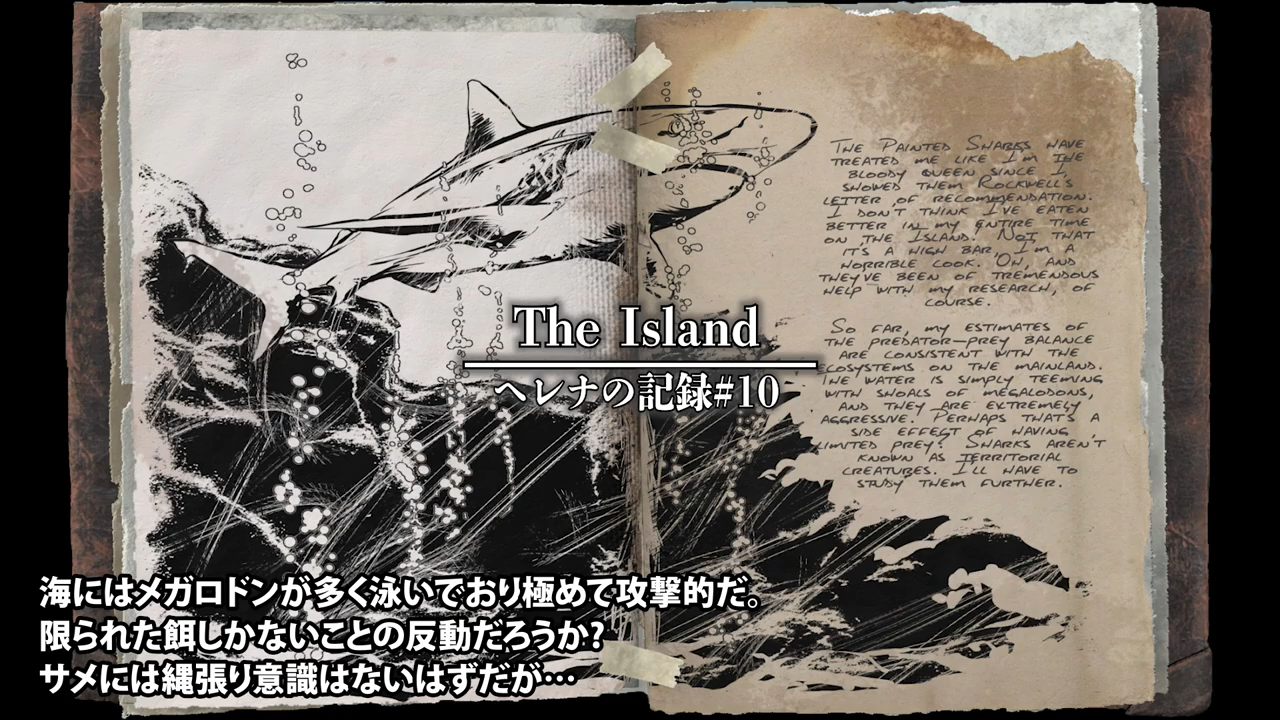 The Painted Sharks have
treated me like I'm the
bloody queen since I
showed them Rockwell's
letter of recommendation.
I don't think I've eaten
better in my entire time
on the Island! Not that
it's a high bar. I'm a
horrible cook. Oh, and
they've been of tremendous
help with my research, of
course.
So far, my estimates of
the predator-prey balance
are consistent with the
ecosystems on the mainland.
The water is simply teeming
with shoals of megalodons,
and they are extremely
aggressive. Perhaps that's a
side effect of having
limited prey? Sharks aren't
known as territorial
creatures. I'll have to
study them further.
The Island
ヘレナの記録#10
海にはメガロドンが多く泳いでおり極めて攻撃的だ。
限られた餌しかないことの反動だろうか?
サメには縄張り意識はないはずだが…